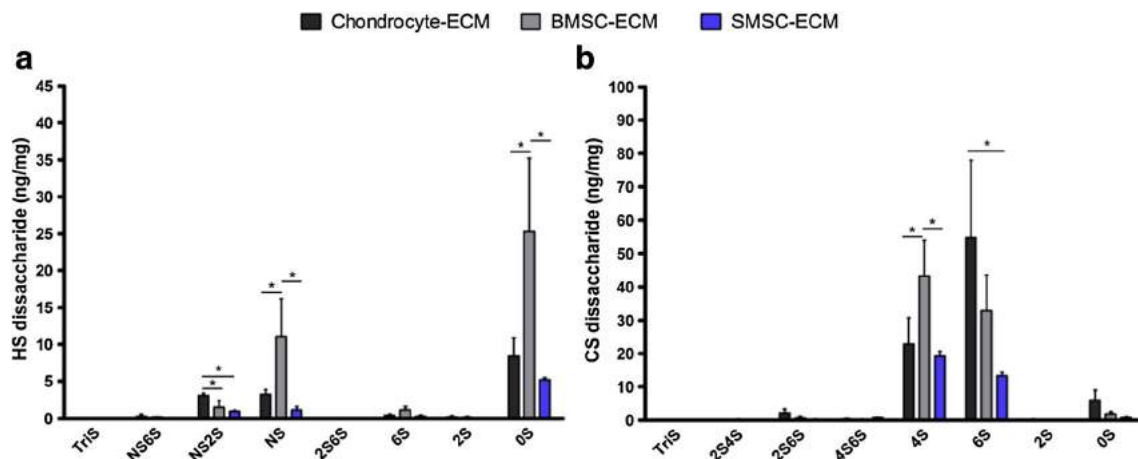 Chondrocyte-ECM BMSC-ECM SMSC-ECM
a
HS dissaccharide (ng/mg)
45
40
35
30
25
20
15
10
5
0
* * * * * *
TriS NS6S NS2S NS 2S6S 6S 2S 0S
b
CS dissaccharide (ng/mg)
100
90
80
70
60
50
40
30
20
10
0
* * *
TriS 2S4S 2S6S 4S6S 4S 6S 2S 0S